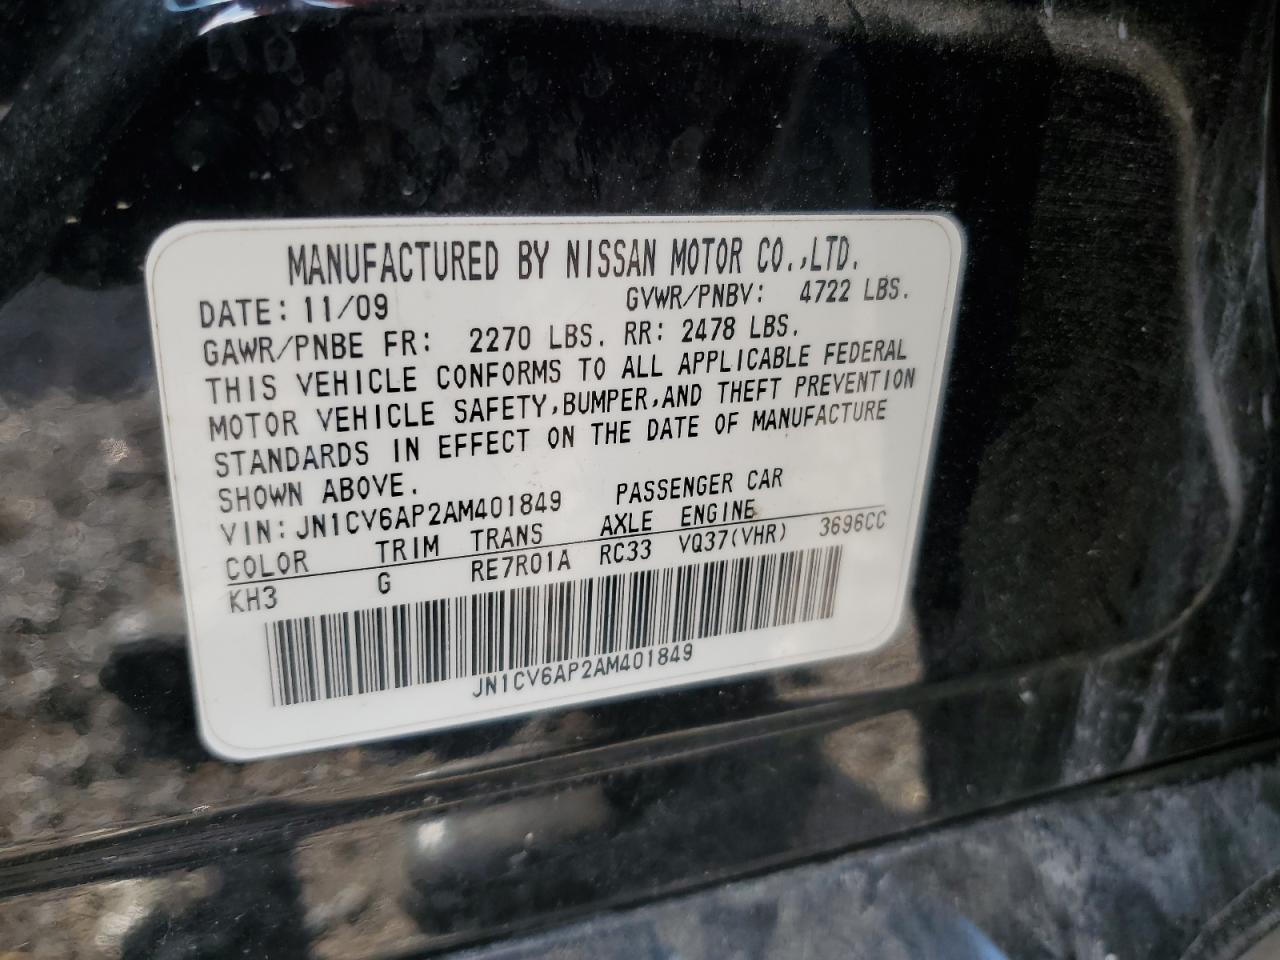 MANUFACTURED BY NISSAN MOTOR CO.,LTD.
DATE: 11/09 GVWR/PNBV: 4722 LBS.
GAWR/PNBE FR: 2270 LBS. RR: 2478 LBS.
THIS VEHICLE CONFORMS TO ALL APPLICABLE FEDERAL
MOTOR VEHICLE SAFETY,BUMPER,AND THEFT PREVENTION
STANDARDS IN EFFECT ON THE DATE OF MANUFACTURE
SHOWN ABOVE.
VIN: JN1CV6AP2AM401849 PASSENGER CAR
COLOR TRIM TRANS AXLE ENGINE
KH3 G RE7R01A RC33 VQ37(VHR) 3696CC
JN1CV6AP2AM401849